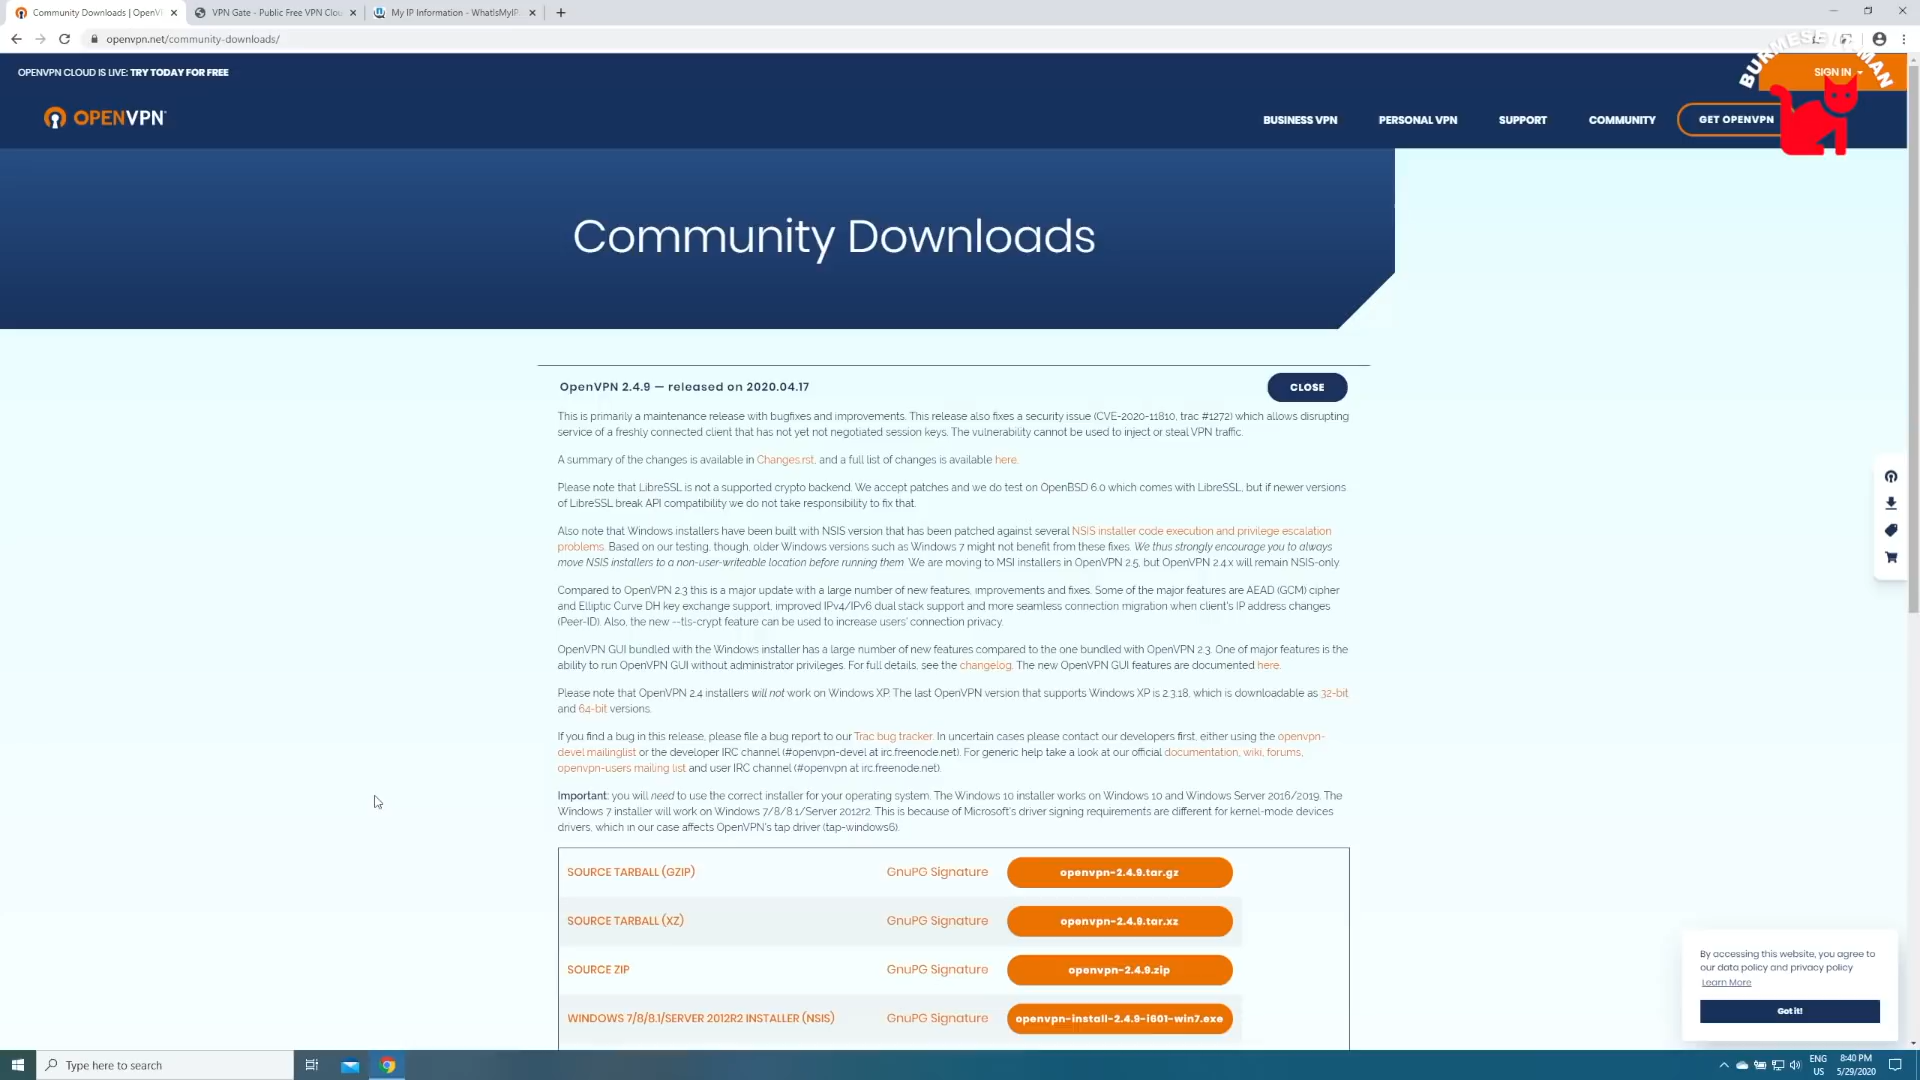 Community Downloads | OpenV
VPN Gate - Public Free VPN Clou
My IP Information - WhatIsMyIP
openvpn.net/community-downloads/
BURMESE IT MAN
OPENVPN CLOUD IS LIVE: TRY TODAY FOR FREE
SIGN IN
OPENVPN
BUSINESS VPN
PERSONAL VPN
SUPPORT
COMMUNITY
GET OPENVPN
Community Downloads
OpenVPN 2.4.9 — released on 2020.04.17
CLOSE
This is primarily a maintenance release with bugfixes and improvements. This release also fixes a security issue (CVE-2020-11810, trac #1272) which allows disrupting
service of a freshly connected client that has not yet not negotiated session keys. The vulnerability cannot be used to inject or steal VPN traffic.
A summary of the changes is available in Changes.rst, and a full list of changes is available here.
Please note that LibreSSL is not a supported crypto backend. We accept patches and we do test on OpenBSD 6.0 which comes with LibreSSL, but if newer versions
of LibreSSL break API compatibility we do not take responsibility to fix that.
Also note that Windows installers have been built with NSIS version that has been patched against several NSIS installer code execution and privilege escalation
problems. Based on our testing, though, older Windows versions such as Windows 7 might not benefit from these fixes. We thus strongly encourage you to always
move NSIS installers to a non-user-writeable location before running them. We are moving to MSI installers in OpenVPN 2.5, but OpenVPN 2.4.x will remain NSIS-only.
Compared to OpenVPN 2.3 this is a major update with a large number of new features, improvements and fixes. Some of the major features are AEAD (GCM) cipher
and Elliptic Curve DH key exchange support, improved IPv4/IPv6 dual stack support and more seamless connection migration when client's IP address changes
(Peer-ID). Also, the new --tls-crypt feature can be used to increase users' connection privacy.
OpenVPN GUI bundled with the Windows installer has a large number of new features compared to the one bundled with OpenVPN 2.3. One of major features is the
ability to run OpenVPN GUI without administrator privileges. For full details, see the changelog. The new OpenVPN GUI features are documented here.
Please note that OpenVPN 2.4 installers will not work on Windows XP. The last OpenVPN version that supports Windows XP is 2.3.18, which is downloadable as 32-bit
and 64-bit versions.
If you find a bug in this release, please file a bug report to our Trac bug tracker. In uncertain cases please contact our developers first, either using the openvpn-
devel mailinglist or the developer IRC channel (#openvpn-devel at irc.freenode.net). For generic help take a look at our official documentation, wiki, forums,
openvpn-users mailing list and user IRC channel (#openvpn at irc.freenode.net).
Important: you will need to use the correct installer for your operating system. The Windows 10 installer works on Windows 10 and Windows Server 2016/2019. The
Windows 7 installer will work on Windows 7/8/8.1/Server 2012r2. This is because of Microsoft's driver signing requirements are different for kernel-mode devices
drivers, which in our case affects OpenVPN's tap driver (tap-windows6).
SOURCE TARBALL (GZIP) GnuPG Signature openvpn-2.4.9.tar.gz
SOURCE TARBALL (XZ) GnuPG Signature openvpn-2.4.9.tar.xz
SOURCE ZIP GnuPG Signature openvpn-2.4.9.zip
WINDOWS 7/8/8.1/SERVER 2012R2 INSTALLER (NSIS) GnuPG Signature openvpn-install-2.4.9-I601-win7.exe
By accessing this website, you agree to
our data policy and privacy policy
Learn More
Got it!
Type here to search
ENG
US
8:40 PM
5/29/2020